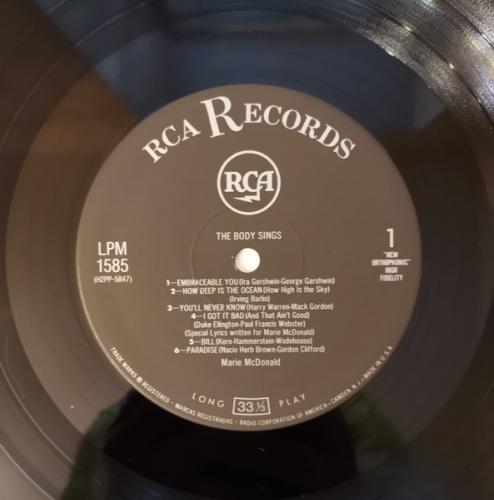 RCA RECORDS
RCA
THE BODY SINGS
LPM
1585
(H2PP-5847)
1
"NEW
ORTHOPHONIC"
HIGH
FIDELITY
1—EMBRACEABLE YOU (Ira Gershwin-George Garshwin)
2—HOW DEEP IS THE OCEAN (How High is the Sky)
(Irving Barlin)
3—YOU'LL NEVER KNOW (Harry Warren-Mack Gordon)
4—I GOT IT BAD (And That Ain't Good)
(Duke Ellington-Paul Francis Webster)
(Special Lyrics written for Marie McDonald)
5—BILL (Kern-Hammerstein-Wodehouse)
6—PARADISE (Nacio Herb Brown-Gordon Clifford)
Marie McDonald
LONG 33 1/3 PLAY
TRADE MARKS ® REGISTERED • MARCAS REGISTRADAS • RADIO CORPORATION OF AMERICA—CAMDEN N. J.—MADE IN U.S.A.